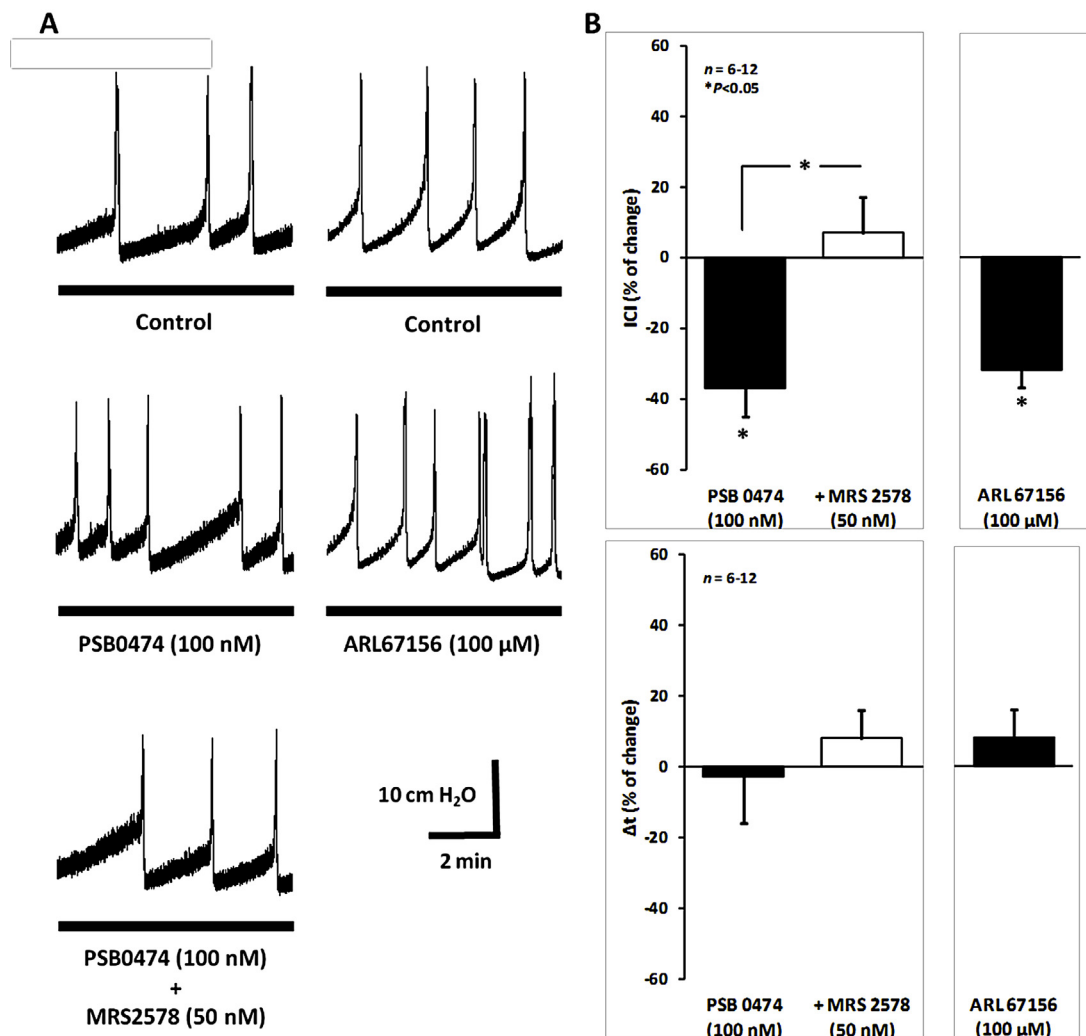 A
Control
Control
PSB0474 (100 nM)
ARL67156 (100 µM)
10 cm H₂O
2 min
PSB0474 (100 nM)
+
MRS2578 (50 nM)
B
ICI (% of change)
60
40
20
0
-20
-40
-60
n = 6-12
*P<0.05
*
*
*
PSB 0474
(100 nM)
+ MRS 2578
(50 nM)
ARL 67156
(100 µM)
Δt (% of change)
60
40
20
0
-20
-40
-60
n = 6-12
PSB 0474
(100 nM)
+ MRS 2578
(50 nM)
ARL 67156
(100 µM)